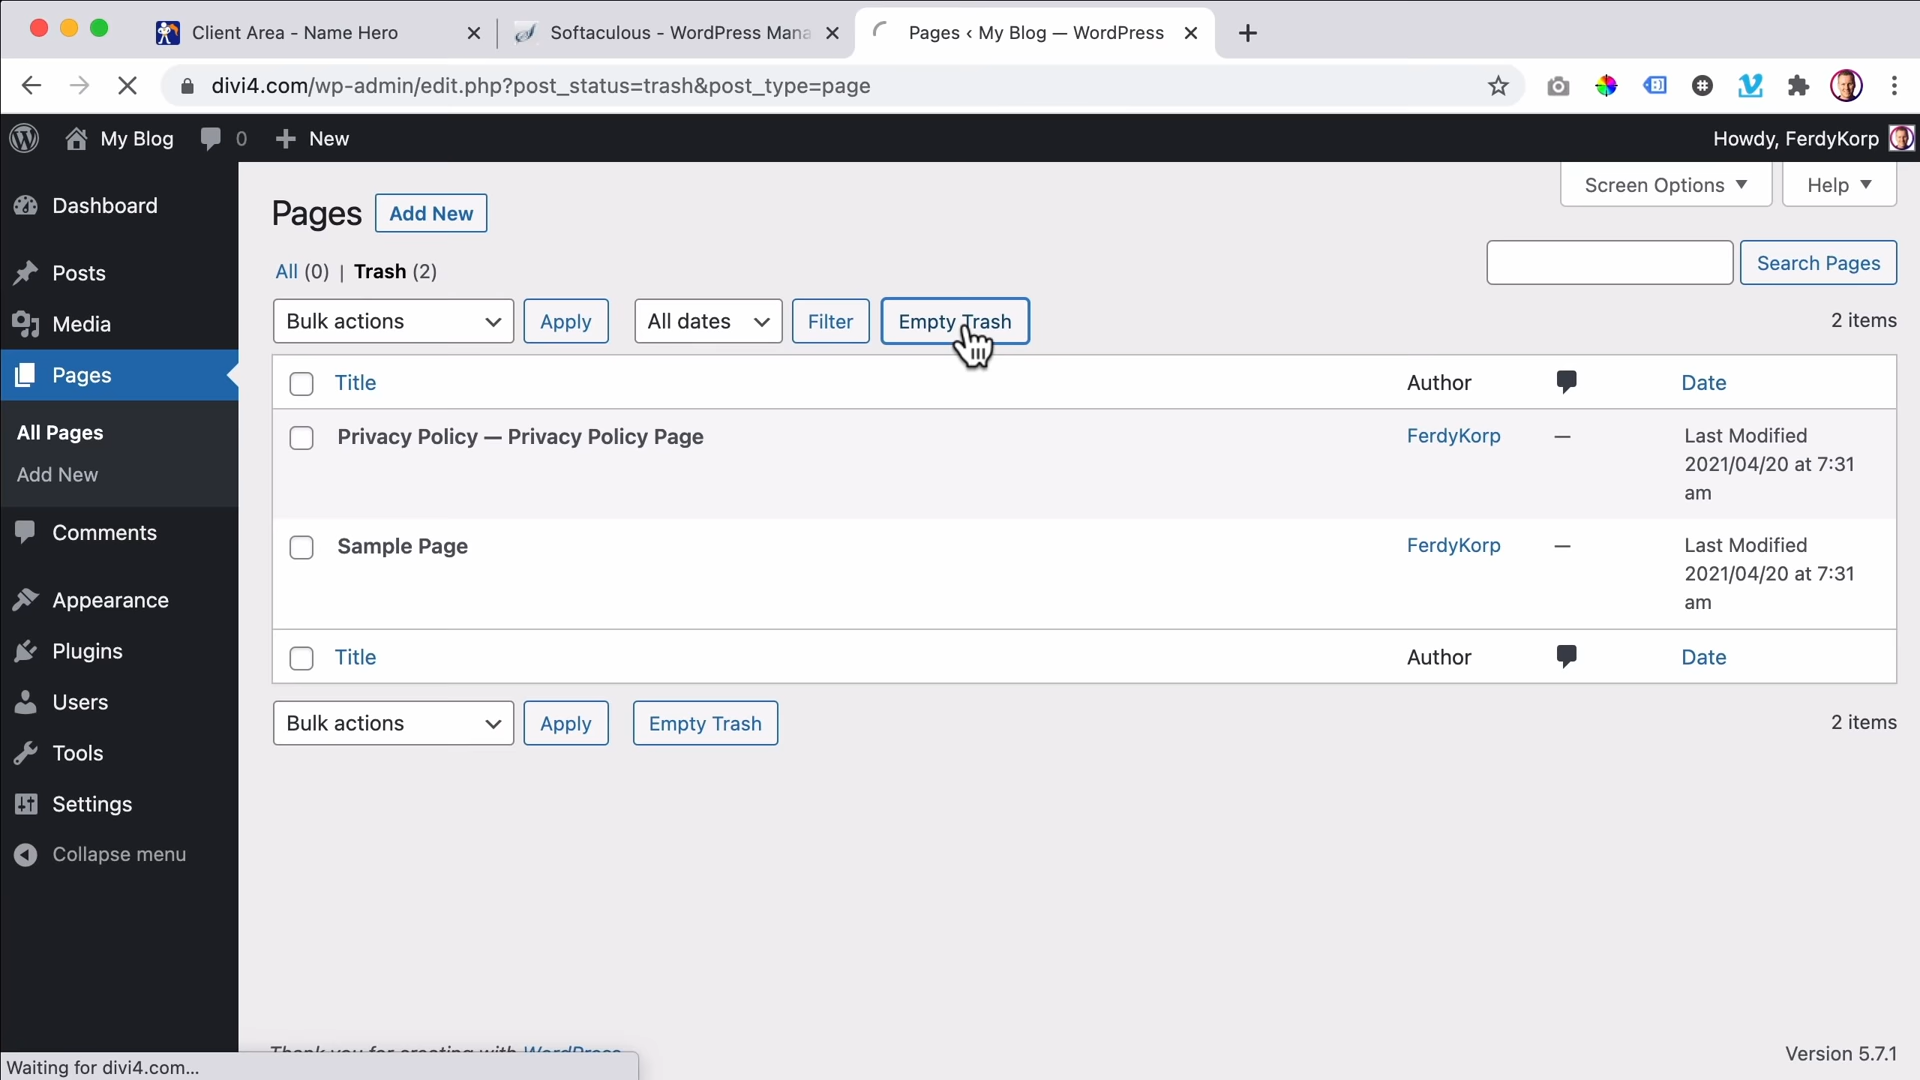 Client Area - Name Hero
Softaculous - WordPress Mana
Pages ‹ My Blog — WordPress
divi4.com/wp-admin/edit.php?post_status=trash&post_type=page
My Blog
0
New
Howdy, FerdyKorp
Dashboard
Posts
Media
Pages
All Pages
Add New
Comments
Appearance
Plugins
Users
Tools
Settings
Collapse menu
Screen Options
Help
Pages
Add New
All (0) | Trash (2)
Search Pages
Bulk actions
Apply
All dates
Filter
Empty Trash
2 items
Title
Author
Date
Privacy Policy — Privacy Policy Page
FerdyKorp
—
Last Modified
2021/04/20 at 7:31
am
Sample Page
FerdyKorp
—
Last Modified
2021/04/20 at 7:31
am
Title
Author
Date
Bulk actions
Apply
Empty Trash
2 items
Thank you for creating with WordPress
Version 5.7.1
Waiting for divi4.com...